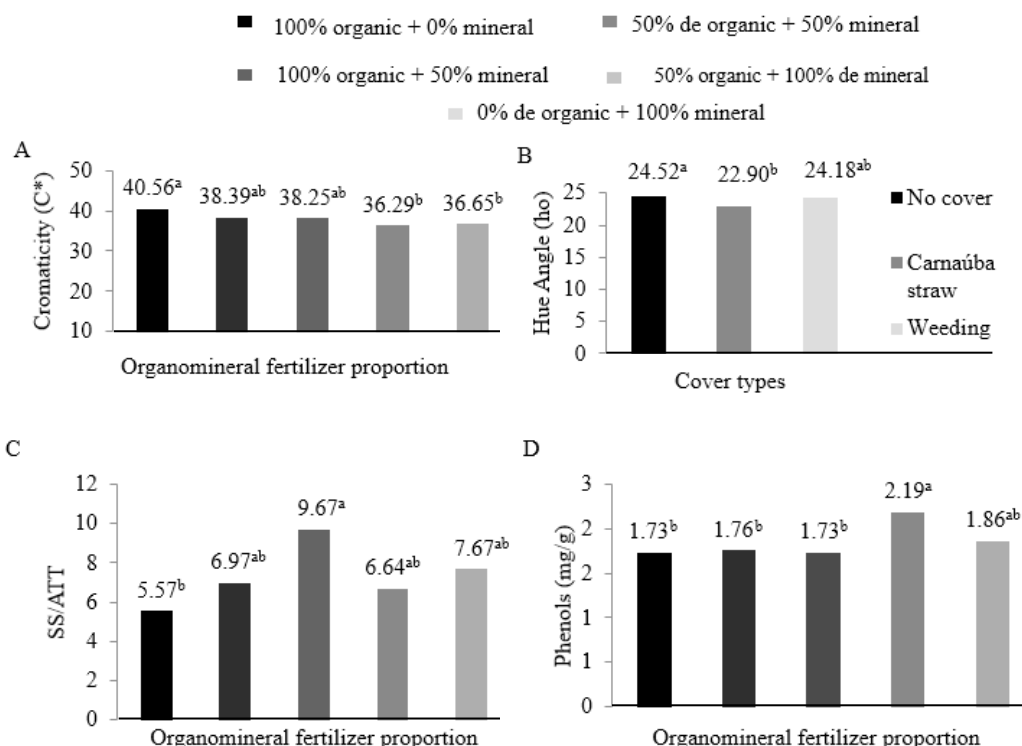 100% organic + 0% mineral
50% de organic + 50% mineral
100% organic + 50% mineral
50% organic + 100% de mineral
0% de organic + 100% mineral
A
Cromaticity (C*)
50
40
30
20
10
40.56ᵃ
38.39ᵃᵇ
38.25ᵃᵇ
36.29ᵇ
36.65ᵇ
Organomineral fertilizer proportion
B
Hue Angle (ho)
25
20
15
10
5
0
24.52ᵃ
22.90ᵇ
24.18ᵃᵇ
Cover types
No cover
Carnaúba
straw
Weeding
C
SS/ATT
12
10
8
6
4
2
0
5.57ᵇ
6.97ᵃᵇ
9.67ᵃ
6.64ᵃᵇ
7.67ᵃᵇ
Organomineral fertilizer proportion
D
Phenols (mg/g)
3
2
2
1
1
0
1.73ᵇ
1.76ᵇ
1.73ᵇ
2.19ᵃ
1.86ᵃᵇ
Organomineral fertilizer proportion